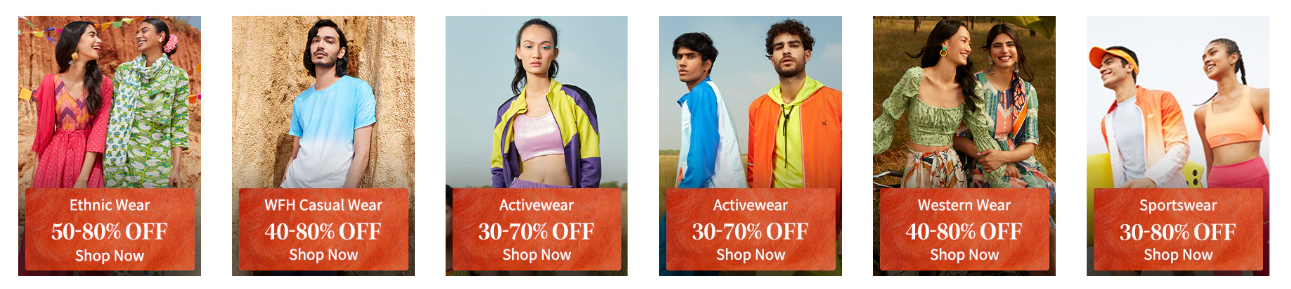 Ethnic Wear
50-80% OFF
Shop Now
WFH Casual Wear
40-80% OFF
Shop Now
Activewear
30-70% OFF
Shop Now
Activewear
30-70% OFF
Shop Now
Western Wear
40-80% OFF
Shop Now
Sportswear
30-80% OFF
Shop Now